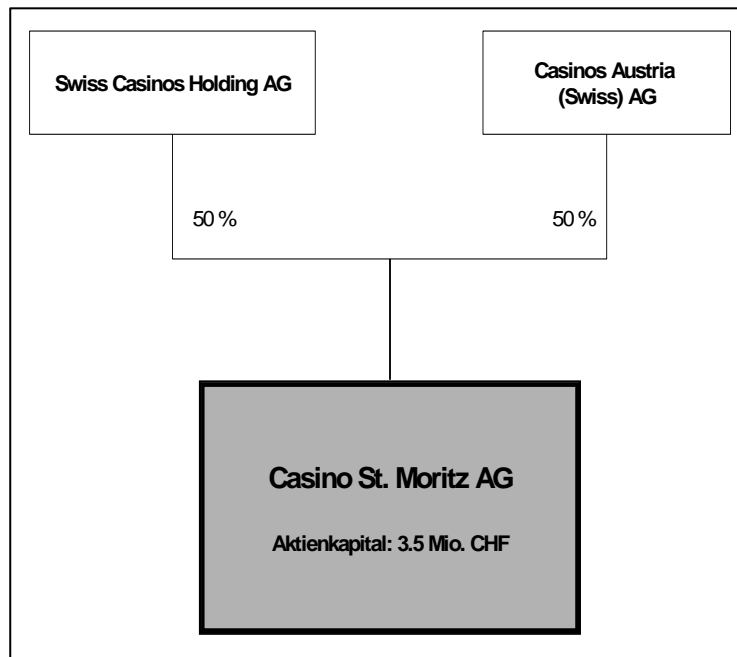 Swiss Casinos Holding AG
Casinos Austria
(Swiss) AG
50 %
50 %
Casino St. Moritz AG
Aktienkapital: 3.5 Mio. CHF